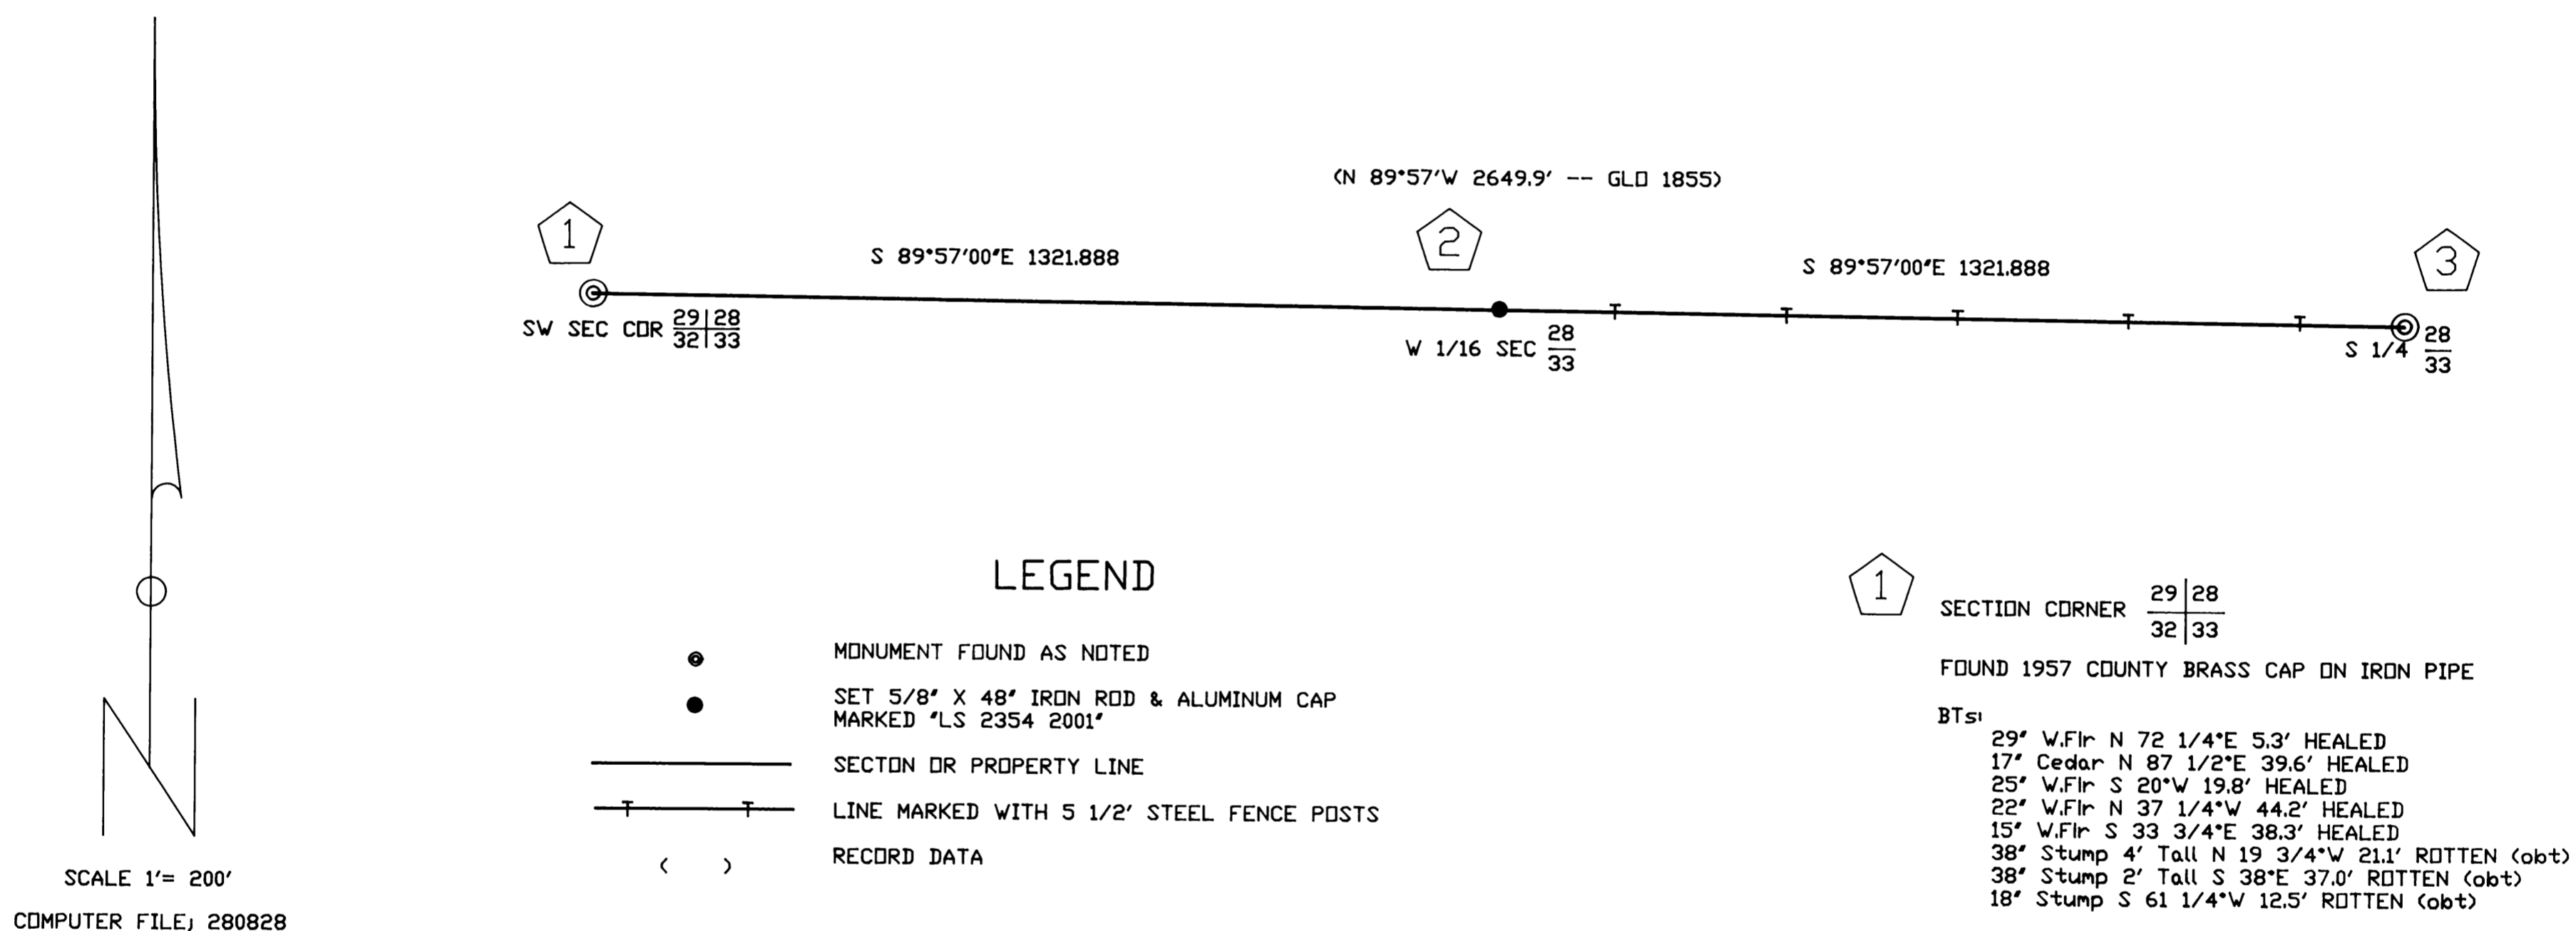 (N 89°57'W 2649.9' -- GLO 1855)
1
2
3
S 89°57'00"E 1321.888
S 89°57'00"E 1321.888
SW SEC COR 29|28
32|33
W 1/16 SEC 28
33
S 1/4 28
33
LEGEND
MONUMENT FOUND AS NOTED
SET 5/8" X 48" IRON ROD & ALUMINUM CAP
MARKED "LS 2354 2001"
SECTON OR PROPERTY LINE
LINE MARKED WITH 5 1/2' STEEL FENCE POSTS
( ) RECORD DATA
N
SCALE 1"= 200'
COMPUTER FILE; 280828
1
SECTION CORNER 29|28
32|33
FOUND 1957 COUNTY BRASS CAP ON IRON PIPE
BTs:
29" W.Fir N 72 1/4°E 5.3' HEALED
17" Cedar N 87 1/2°E 39.6' HEALED
25" W.Fir S 20°W 19.8' HEALED
22" W.Fir N 37 1/4°W 44.2' HEALED
15" W.Fir S 33 3/4°E 38.3' HEALED
38" Stump 4' Tall N 19 3/4°W 21.1' ROTTEN (obt)
38" Stump 2' Tall S 38°E 37.0' ROTTEN (obt)
18" Stump S 61 1/4°W 12.5' ROTTEN (obt)